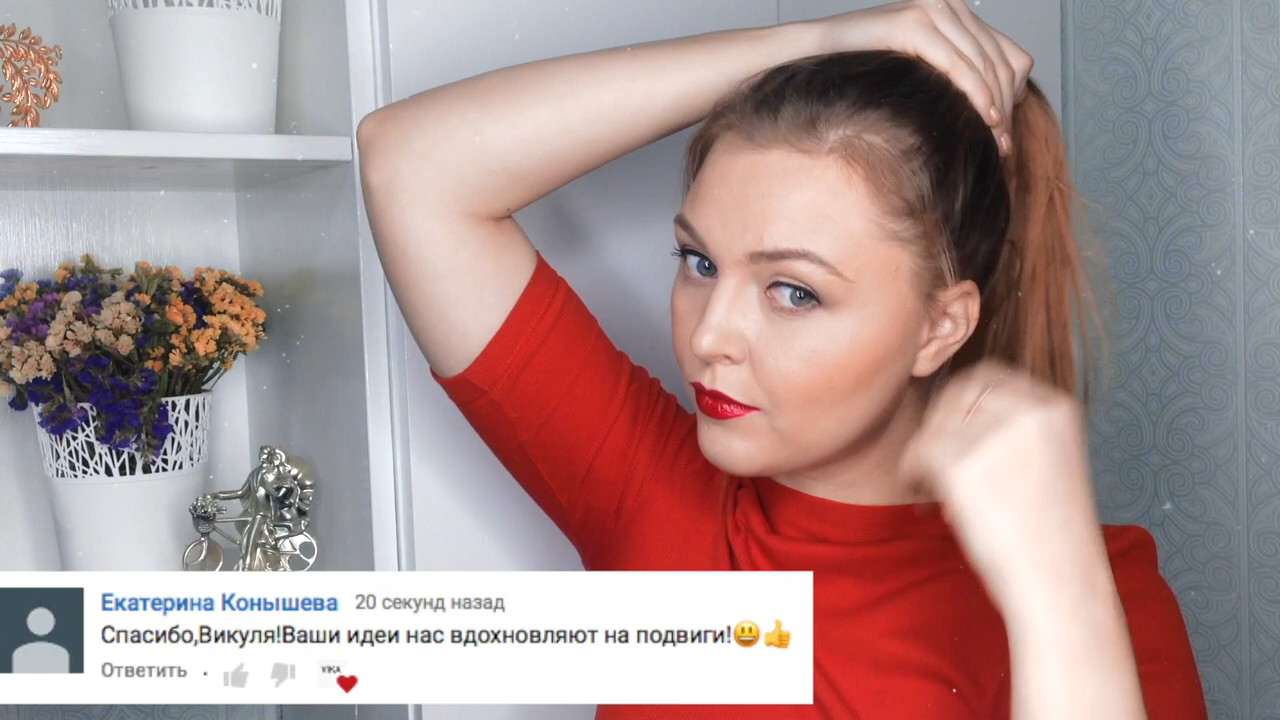 Екатерина Конышева 20 секунд назад
Спасибо,Викуля!Ваши идеи нас вдохновляют на подвиги!😃👍
Ответить ·
VIKA